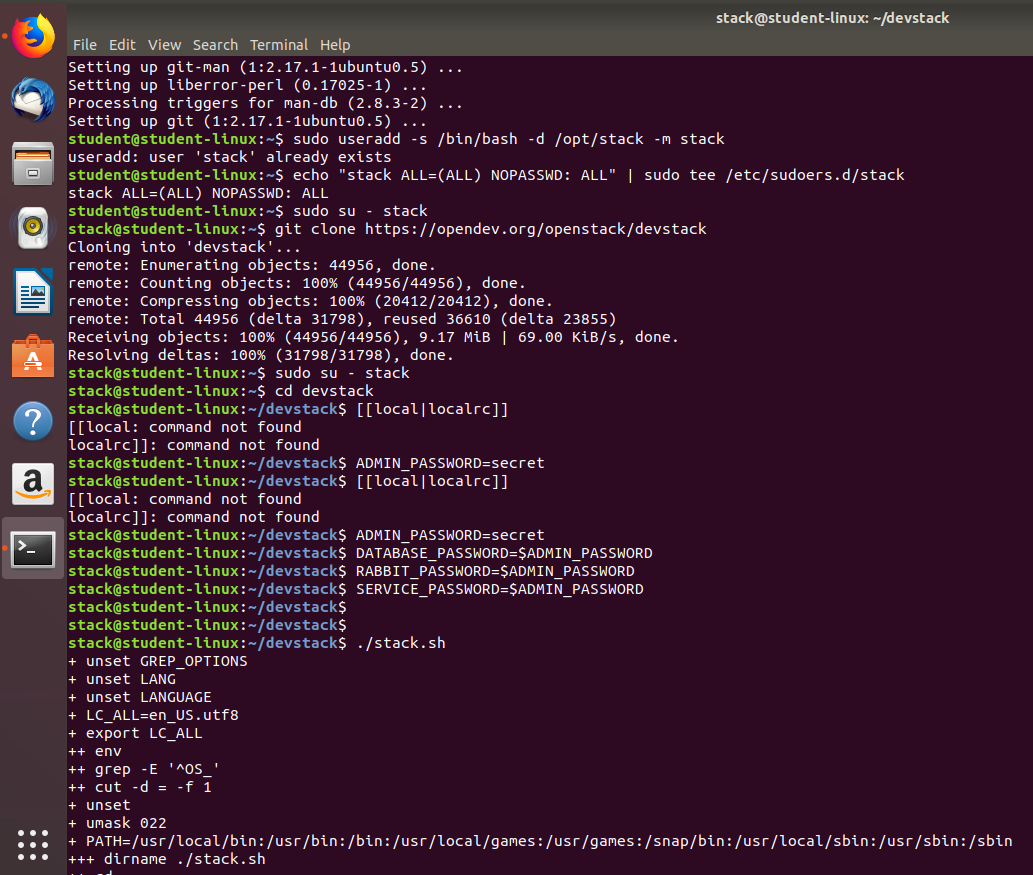 stack@student-linux: ~/devstack
File Edit View Search Terminal Help
Setting up git-man (1:2.17.1-1ubuntu0.5) ...
Setting up liberror-perl (0.17025-1) ...
Processing triggers for man-db (2.8.3-2) ...
Setting up git (1:2.17.1-1ubuntu0.5) ...
student@student-linux:~$ sudo useradd -s /bin/bash -d /opt/stack -m stack
useradd: user 'stack' already exists
student@student-linux:~$ echo "stack ALL=(ALL) NOPASSWD: ALL" | sudo tee /etc/sudoers.d/stack
stack ALL=(ALL) NOPASSWD: ALL
student@student-linux:~$ sudo su - stack
stack@student-linux:~$ git clone https://opendev.org/openstack/devstack
Cloning into 'devstack'...
remote: Enumerating objects: 44956, done.
remote: Counting objects: 100% (44956/44956), done.
remote: Compressing objects: 100% (20412/20412), done.
remote: Total 44956 (delta 31798), reused 36610 (delta 23855)
Receiving objects: 100% (44956/44956), 9.17 MiB | 69.00 KiB/s, done.
Resolving deltas: 100% (31798/31798), done.
stack@student-linux:~$ sudo su - stack
stack@student-linux:~$ cd devstack
stack@student-linux:~/devstack$ [[local|localrc]]
[[local: command not found
localrc]]: command not found
stack@student-linux:~/devstack$ ADMIN_PASSWORD=secret
stack@student-linux:~/devstack$ [[local|localrc]]
[[local: command not found
localrc]]: command not found
stack@student-linux:~/devstack$ ADMIN_PASSWORD=secret
stack@student-linux:~/devstack$ DATABASE_PASSWORD=$ADMIN_PASSWORD
stack@student-linux:~/devstack$ RABBIT_PASSWORD=$ADMIN_PASSWORD
stack@student-linux:~/devstack$ SERVICE_PASSWORD=$ADMIN_PASSWORD
stack@student-linux:~/devstack$
stack@student-linux:~/devstack$
stack@student-linux:~/devstack$ ./stack.sh
+ unset GREP_OPTIONS
+ unset LANG
+ unset LANGUAGE
+ LC_ALL=en_US.utf8
+ export LC_ALL
++ env
++ grep -E '^OS_'
++ cut -d = -f 1
+ unset
+ umask 022
+ PATH=/usr/local/bin:/usr/bin:/bin:/usr/local/games:/usr/games:/snap/bin:/usr/local/sbin:/usr/sbin:/sbin
+++ dirname ./stack.sh